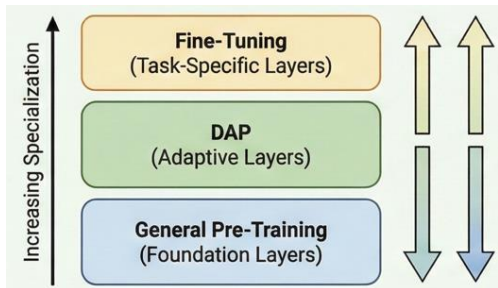 Increasing Specialization
Fine-Tuning
(Task-Specific Layers)
DAP
(Adaptive Layers)
General Pre-Training
(Foundation Layers)